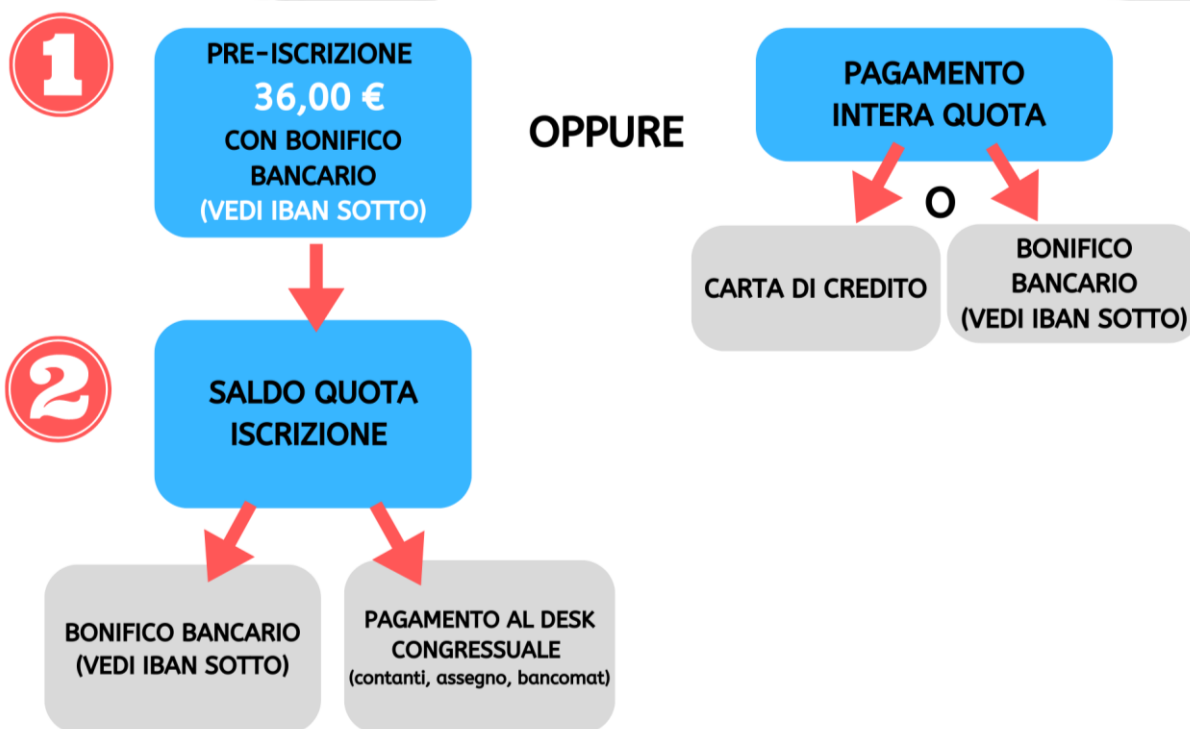 1
PRE-ISCRIZIONE
36,00 €
CON BONIFICO
BANCARIO
(VEDI IBAN SOTTO)
OPPURE
PAGAMENTO
INTERA QUOTA
O
CARTA DI CREDITO
BONIFICO
BANCARIO
(VEDI IBAN SOTTO)
2
SALDO QUOTA
ISCRIZIONE
BONIFICO BANCARIO
(VEDI IBAN SOTTO)
PAGAMENTO AL DESK
CONGRESSUALE
(contanti, assegno, bancomat)